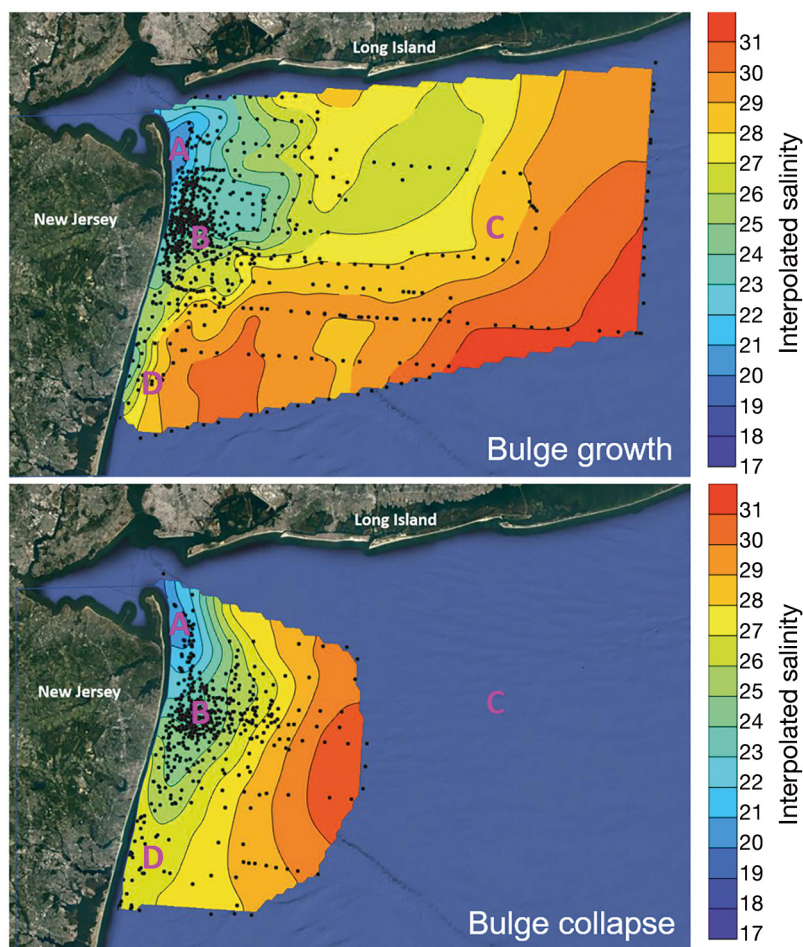 Long Island
New Jersey
A
B
C
D
Bulge growth
31
30
29
28
27
26
25
24
23
22
21
20
19
18
17
Interpolated salinity
Long Island
New Jersey
A
B
C
D
Bulge collapse
31
30
29
28
27
26
25
24
23
22
21
20
19
18
17
Interpolated salinity